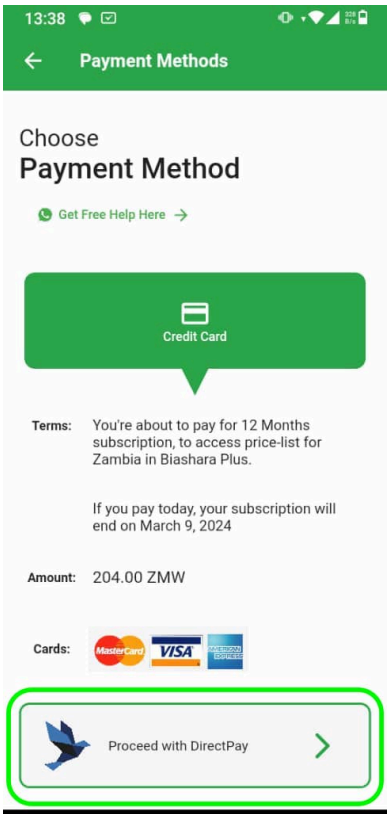 13:38
328
B/s
Payment Methods
Choose
Payment Method
Get Free Help Here
Credit Card
Terms: You're about to pay for 12 Months
subscription, to access price-list for
Zambia in Biashara Plus.
If you pay today, your subscription will
end on March 9, 2024
Amount: 204.00 ZMW
Cards: MasterCard VISA AMERICAN
EXPRESS
Proceed with DirectPay